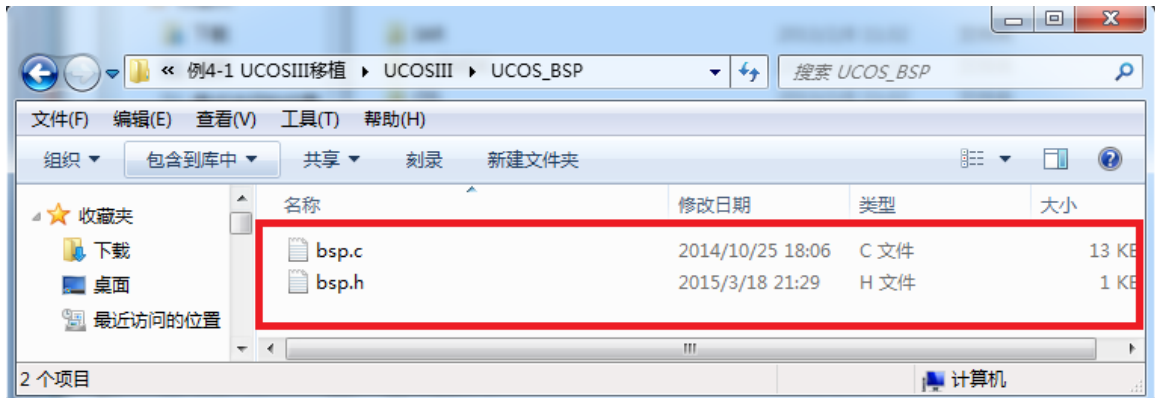 « 例4-1 UCOSIII移植 ▸ UCOSIII ▸ UCOS_BSP 搜索 UCOS_BSP
文件(F) 编辑(E) 查看(V) 工具(T) 帮助(H)
组织 包含到库中 共享 刻录 新建文件夹
收藏夹 名称 修改日期 类型 大小
下载 bsp.c 2014/10/25 18:06 C 文件 13 KB
桌面 bsp.h 2015/3/18 21:29 H 文件 1 KB
最近访问的位置
2 个项目 计算机